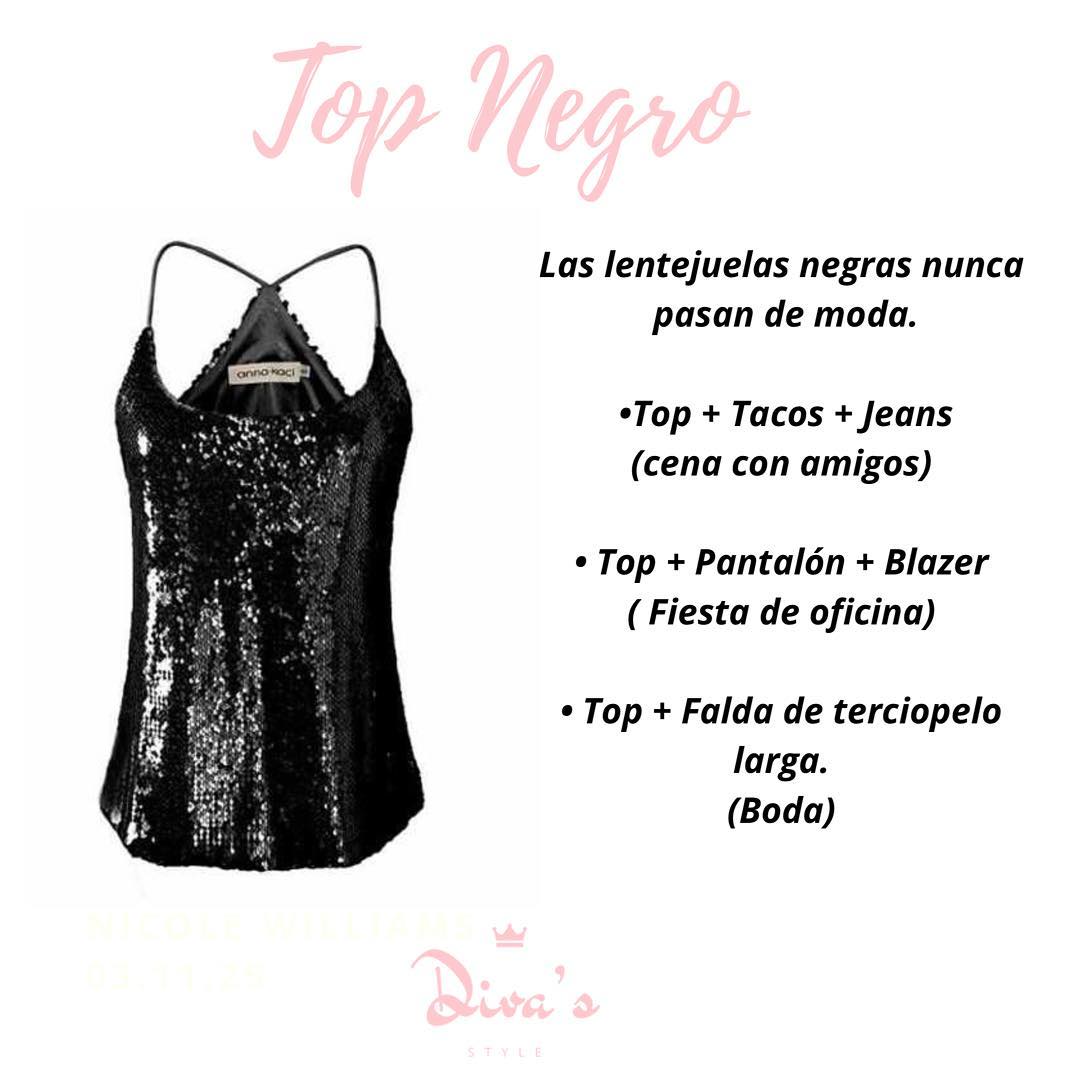 Top Negro
anna-kaci
Las lentejuelas negras nunca
pasan de moda.
•Top + Tacos + Jeans
(cena con amigos)
• Top + Pantalón + Blazer
( Fiesta de oficina)
• Top + Falda de terciopelo
larga.
(Boda)
NICOLE WILLIAMS
03.11.25
Diva's
STYLE